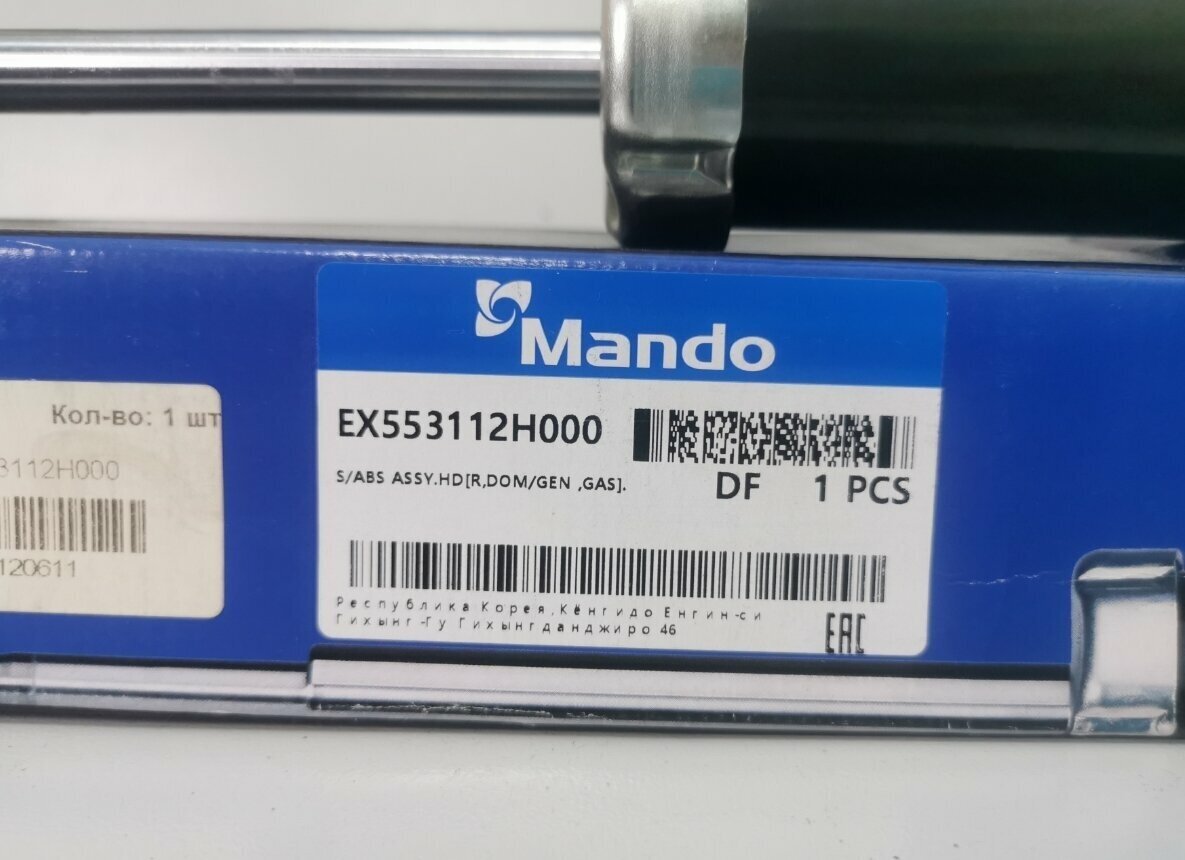 Mando
EX553112H000
S/ABS ASSY.HD[R,DOM/GEN ,GAS].
DF 1 PCS
Республика Корея,Кёнгидо Енгин-си
Гихынг-Гу Гихынгданджиро 46
EAC
Кол-во: 1 шт
3112H000
120611